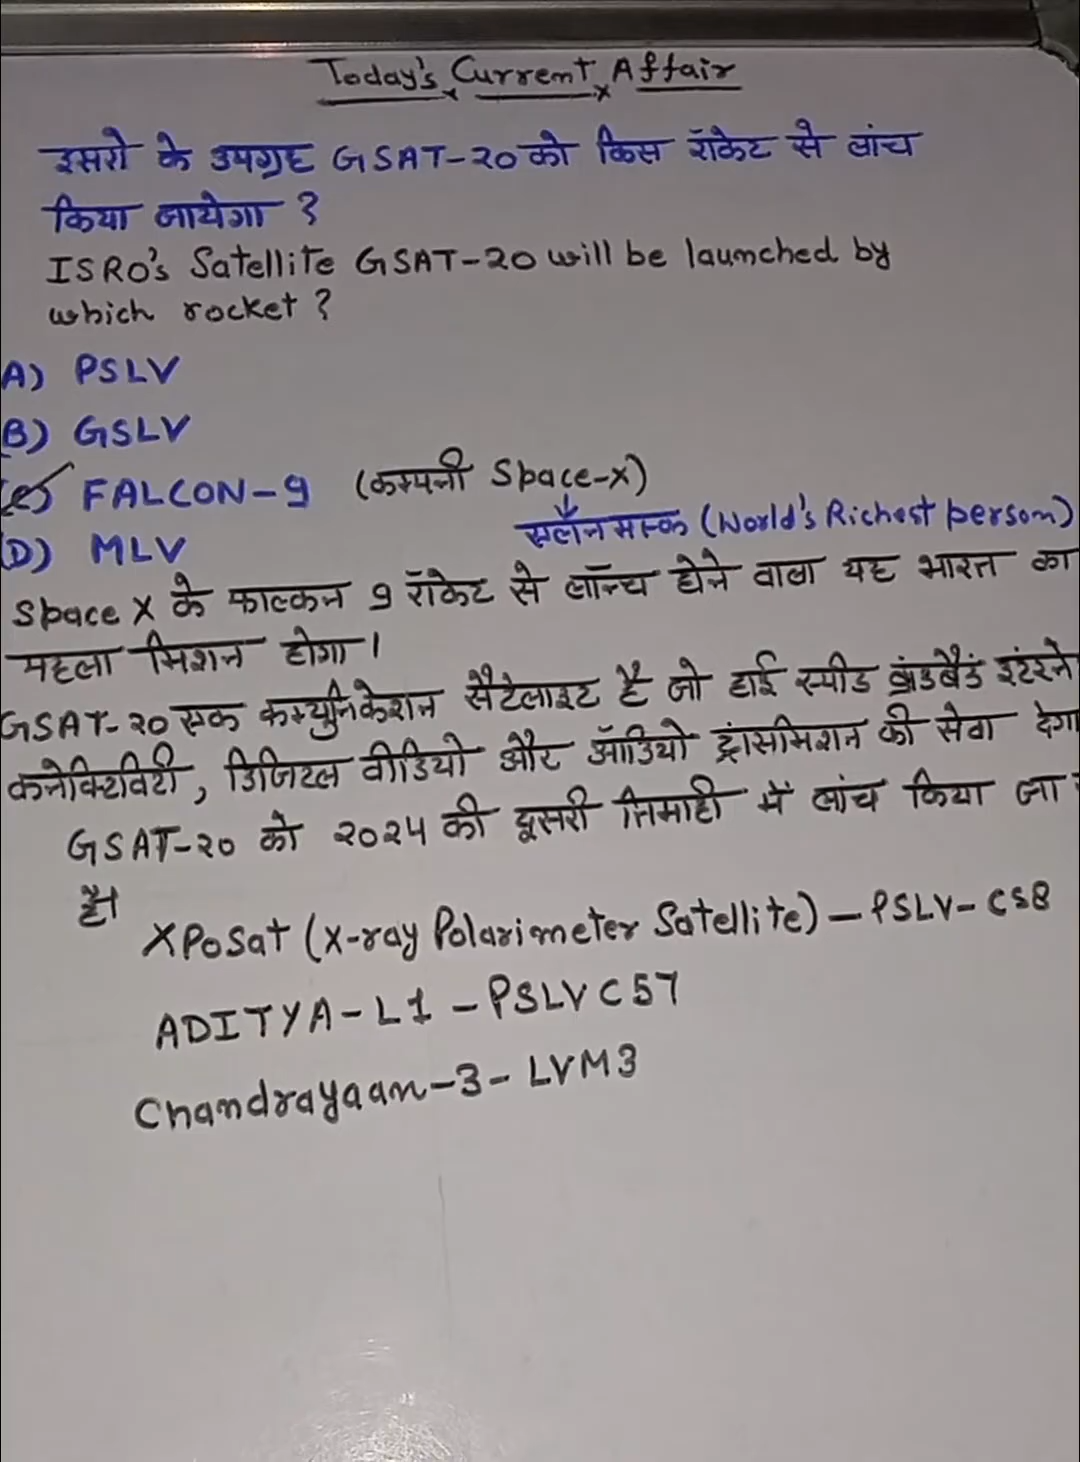 Today's Current Affair
इसरो के उपग्रह GSAT-20 को किस रॉकेट से लांच
किया जायेगा ?
ISRO's Satellite GSAT-20 will be launched by
which rocket ?
A) PSLV
B) GSLV
C) FALCON-9 (कम्पनी Space-X)
एलॅन मस्क (World's Richest person)
D) MLV
Space X के फाल्कन 9 रॉकेट से लॉन्च होने वाला यह भारत का
पहला मिशन होगा।
GSAT-20 एक कम्युनिकेशन सैटेलाइट है जो हाई स्पीड ब्रांडबैंड इंटरने
कनेक्टिविटी, डिजिटल वीडियो और ऑडियो ट्रांसमिशन की सेवा देगा
GSAT-20 को 2024 की दूसरी तिमाही में लांच किया जा
है।
XPoSat (X-ray Polarimeter Satellite) - PSLV-C58
ADITYA-L1 - PSLV C57
Chandrayaan-3 - LVM3